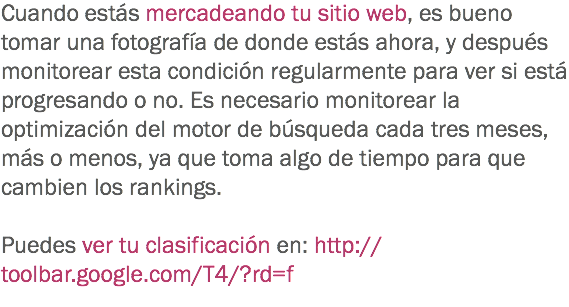 Cuando estás mercadeando tu sitio web, es bueno
tomar una fotografía de donde estás ahora, y después
monitorear esta condición regularmente para ver si está
progresando o no. Es necesario monitorear la
optimización del motor de búsqueda cada tres meses,
más o menos, ya que toma algo de tiempo para que
cambien los rankings.
Puedes ver tu clasificación en: http://
toolbar.google.com/T4/?rd=f